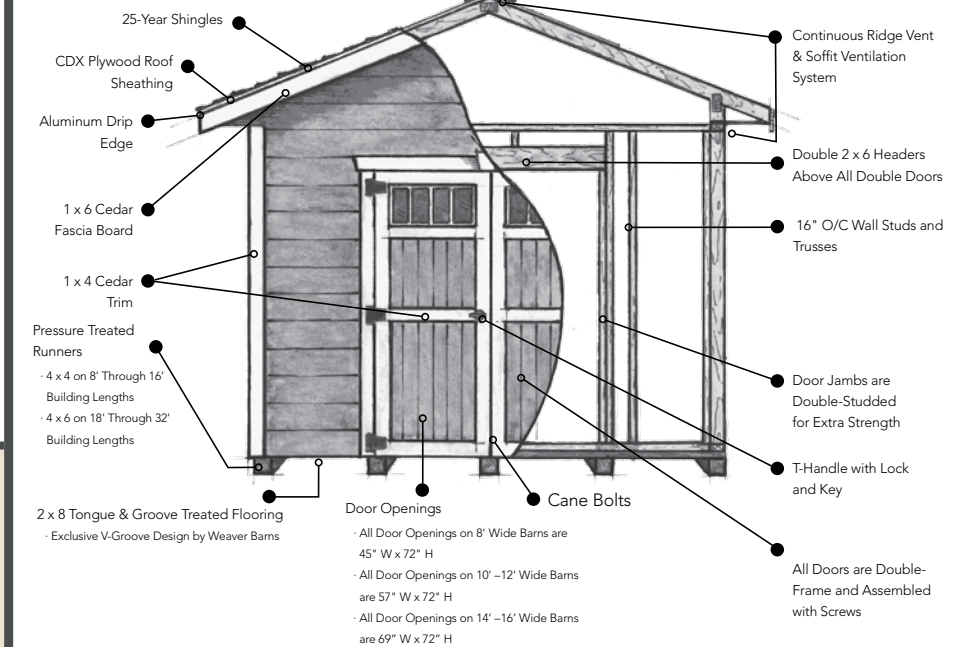 25-Year Shingles
CDX Plywood Roof
Sheathing
Aluminum Drip
Edge
1 x 6 Cedar
Fascia Board
1 x 4 Cedar
Trim
Pressure Treated
Runners
· 4 x 4 on 8' Through 16'
Building Lengths
· 4 x 6 on 18' Through 32'
Building Lengths
2 x 8 Tongue & Groove Treated Flooring
· Exclusive V-Groove Design by Weaver Barns
Door Openings
· All Door Openings on 8' Wide Barns are
45" W x 72" H
· All Door Openings on 10' –12' Wide Barns
are 57" W x 72" H
· All Door Openings on 14’ –16’ Wide Barns
are 69” W x 72” H
Cane Bolts
Continuous Ridge Vent
& Soffit Ventilation
System
Double 2 x 6 Headers
Above All Double Doors
16" O/C Wall Studs and
Trusses
Door Jambs are
Double-Studded
for Extra Strength
T-Handle with Lock
and Key
All Doors are Double-
Frame and Assembled
with Screws